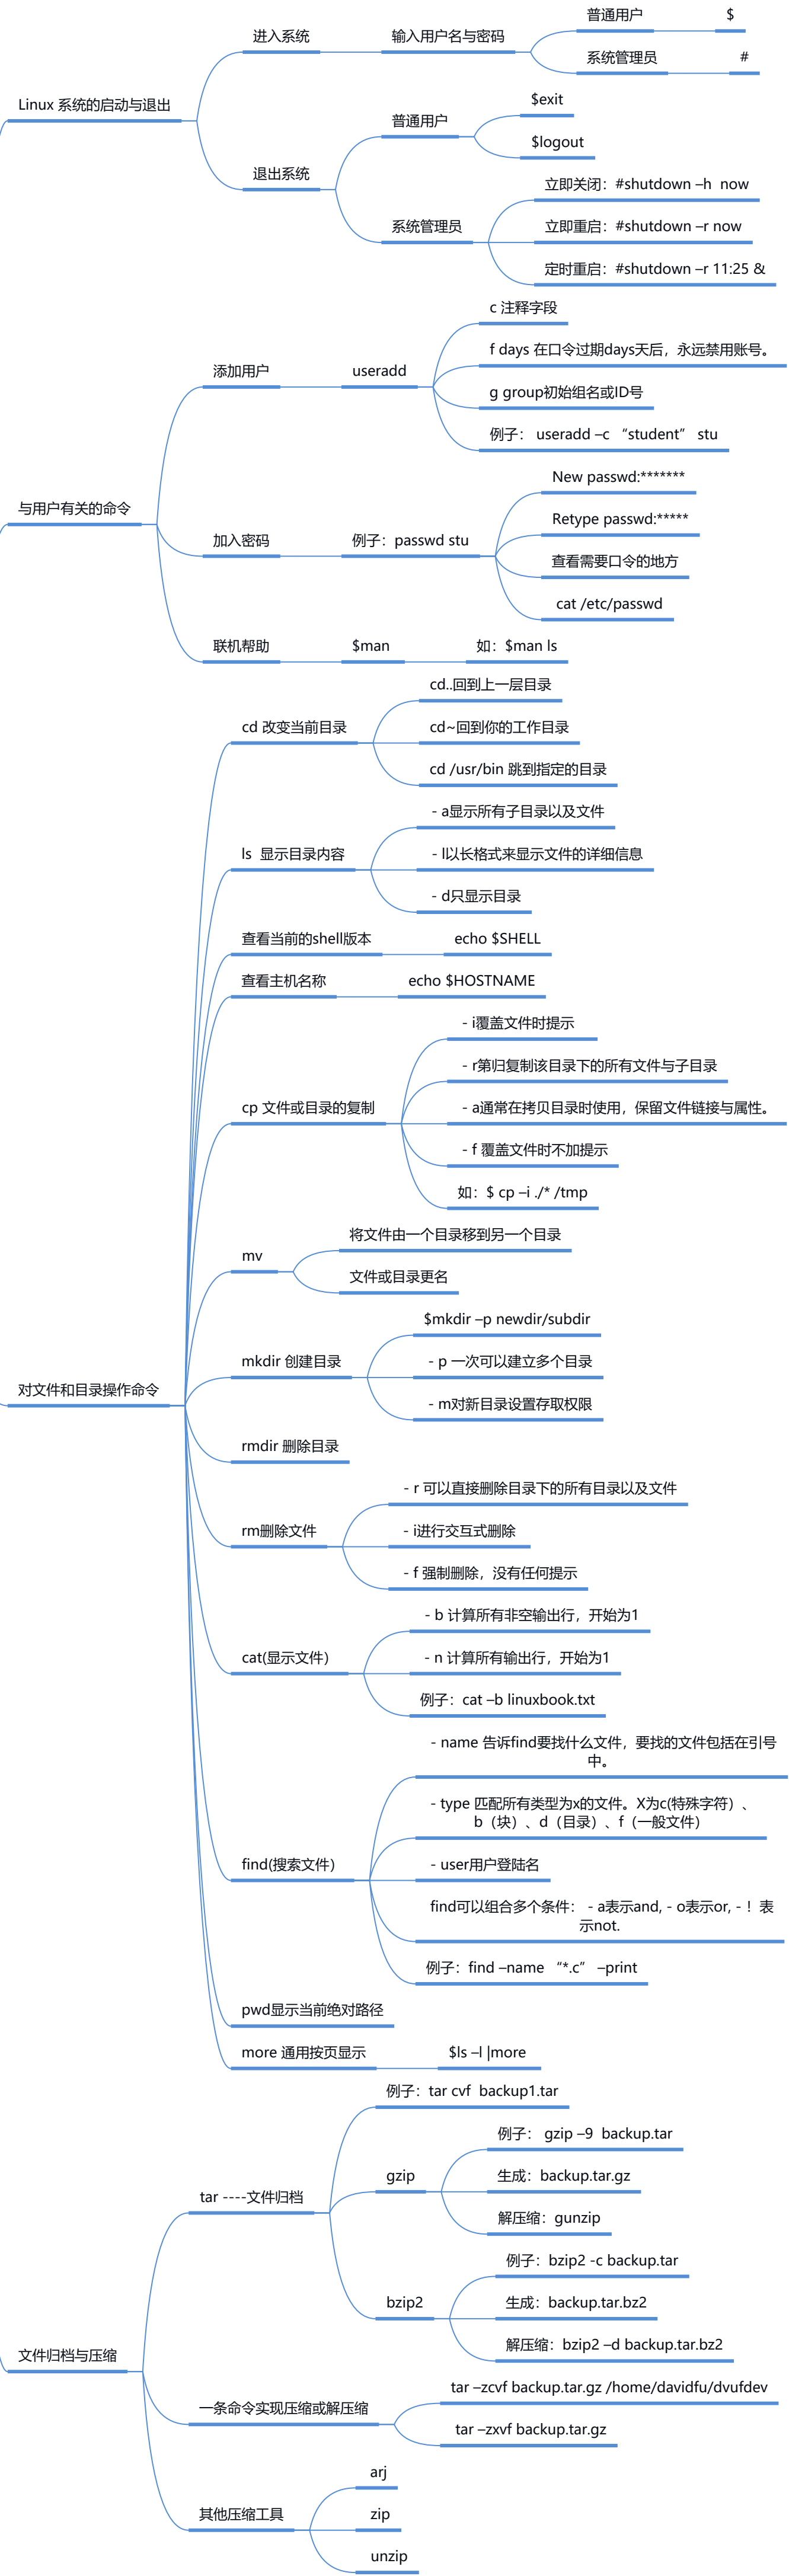 Linux 系统的启动与退出
进入系统
输入用户名与密码
普通用户
$
系统管理员
#
退出系统
普通用户
$exit
$logout
系统管理员
立即关闭：#shutdown –h  now
立即重启：#shutdown –r now
定时重启：#shutdown –r 11:25 &
与用户有关的命令
添加用户
useradd
c 注释字段
f days 在口令过期days天后，永远禁用账号。
g group初始组名或ID号
例子： useradd –c “student” stu
加入密码
例子：passwd stu
New passwd:*******
Retype passwd:*****
查看需要口令的地方
cat /etc/passwd
联机帮助
$man
如：$man ls
对文件和目录操作命令
cd 改变当前目录
cd..回到上一层目录
cd~回到你的工作目录
cd /usr/bin 跳到指定的目录
ls  显示目录内容
- a显示所有子目录以及文件
- l以长格式来显示文件的详细信息
- d只显示目录
查看当前的shell版本
echo $SHELL
查看主机名称
echo $HOSTNAME
cp 文件或目录的复制
- i覆盖文件时提示
- r第归复制该目录下的所有文件与子目录
- a通常在拷贝目录时使用，保留文件链接与属性。
- f 覆盖文件时不加提示
如：$ cp –i ./* /tmp
mv
将文件由一个目录移到另一个目录
文件或目录更名
mkdir 创建目录
$mkdir –p newdir/subdir
- p 一次可以建立多个目录
- m对新目录设置存取权限
rmdir 删除目录
rm删除文件
- r 可以直接删除目录下的所有目录以及文件
- i进行交互式删除
- f 强制删除，没有任何提示
cat(显示文件)
- b 计算所有非空输出行，开始为1
- n 计算所有输出行，开始为1
例子：cat –b linuxbook.txt
find(搜索文件)
- name 告诉find要找什么文件，要找的文件包括在引号
中。
- type 匹配所有类型为x的文件。X为c(特殊字符）、
b（块）、d（目录）、f（一般文件）
- user用户登陆名
find可以组合多个条件： - a表示and, - o表示or, -！表
示not.
例子：find –name “*.c” –print
pwd显示当前绝对路径
more 通用按页显示
$ls –l |more
文件归档与压缩
tar ----文件归档
例子：tar cvf  backup1.tar
gzip
例子： gzip –9  backup.tar
生成：backup.tar.gz
解压缩：gunzip
bzip2
例子：bzip2 -c backup.tar
生成：backup.tar.bz2
解压缩：bzip2 –d backup.tar.bz2
一条命令实现压缩或解压缩
tar –zcvf backup.tar.gz /home/davidfu/dvufdev
tar –zxvf backup.tar.gz
其他压缩工具
arj
zip
unzip